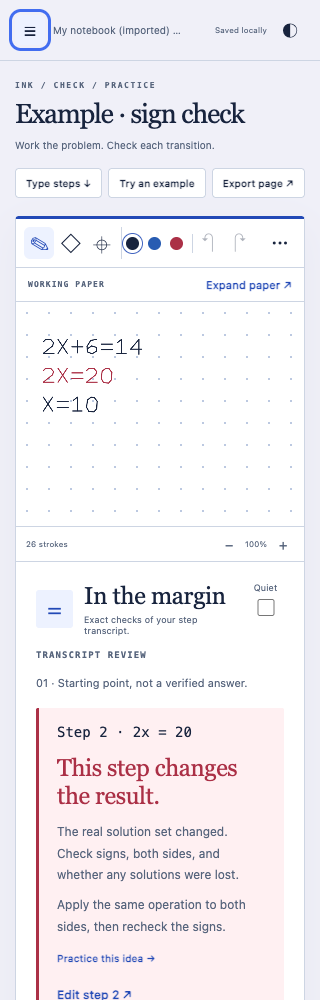 My notebook (imported) ...
Saved locally
INK / CHECK / PRACTICE
Example · sign check
Work the problem. Check each transition.
Type steps ↓
Try an example
Export page ↗
WORKING PAPER
Expand paper ↗
2X+6=14
2X=20
X=10
26 strokes
− 100% +
=
In the margin
Quiet
Exact checks of your step
transcript.
TRANSCRIPT REVIEW
01 · Starting point, not a verified answer.
Step 2 · 2x = 20
This step changes
the result.
The real solution set changed.
Check signs, both sides, and
whether any solutions were lost.
Apply the same operation to both
sides, then recheck the signs.
Practice this idea →
Edit step 2 ↗